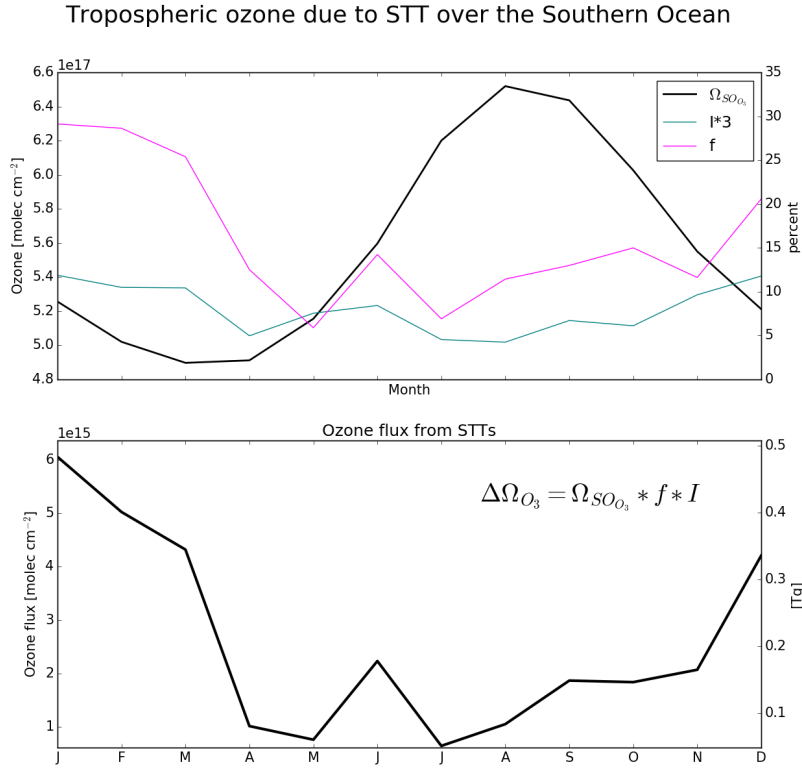 Tropospheric ozone due to STT over the Southern Ocean
1e17
6.6
6.4
6.2
6.0
5.8
5.6
5.4
5.2
5.0
4.8
Ozone [molec cm⁻²]
Ω_{SO_{O_3}}
I*3
f
35
30
25
20
15
10
5
0
percent
Month
Ozone flux from STTs
1e15
6
5
4
3
2
1
Ozone flux [molec cm⁻²]
ΔΩ_{O_3} = Ω_{SO_{O_3}} * f * I
0.5
0.4
0.3
0.2
0.1
[Tg]
J F M A M J J A S O N D